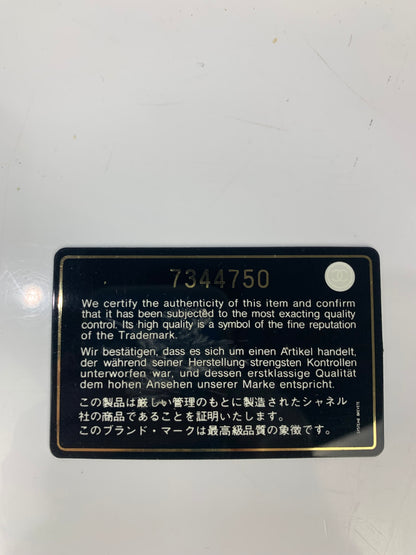 7344750
We certify the authenticity of this item and confirm
that it has been subjected to the most exacting quality
control. Its high quality is a symbol of the fine reputation
of the Trademark.
Wir bestätigen, dass es sich um einen Artikel handelt,
der während seiner Herstellung strengsten Kontrollen
unterworfen war, und dessen erstklassige Qualität
dem hohen Ansehen unserer Marke entspricht.
この製品は厳しい管理のもとに製造されたシャネル
社の商品であることを証明いたします。
このブランド・マークは最高級品質の象徴です。